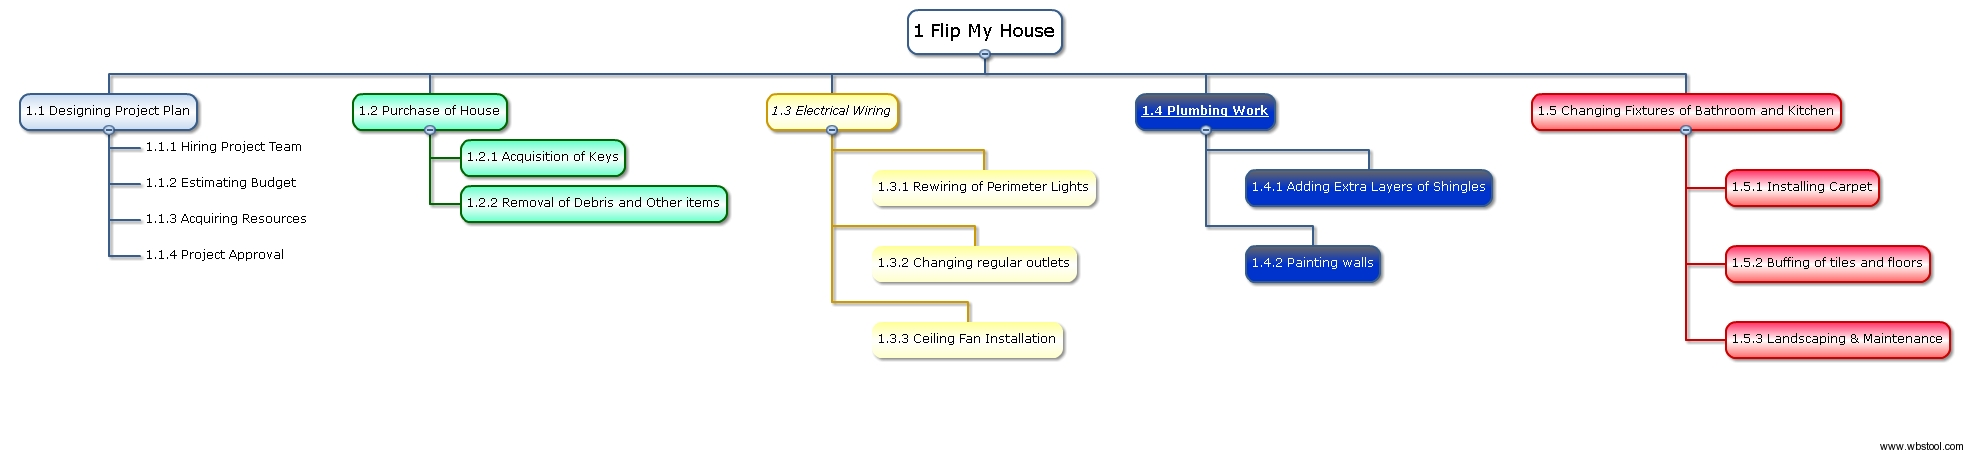 1 Flip My House
1.1 Designing Project Plan
1.1.1 Hiring Project Team
1.1.2 Estimating Budget
1.1.3 Acquiring Resources
1.1.4 Project Approval
1.2 Purchase of House
1.2.1 Acquisition of Keys
1.2.2 Removal of Debris and Other items
1.3 Electrical Wiring
1.3.1 Rewiring of Perimeter Lights
1.3.2 Changing regular outlets
1.3.3 Ceiling Fan Installation
1.4 Plumbing Work
1.4.1 Adding Extra Layers of Shingles
1.4.2 Painting walls
1.5 Changing Fixtures of Bathroom and Kitchen
1.5.1 Installing Carpet
1.5.2 Buffing of tiles and floors
1.5.3 Landscaping & Maintenance
www.wbstool.com